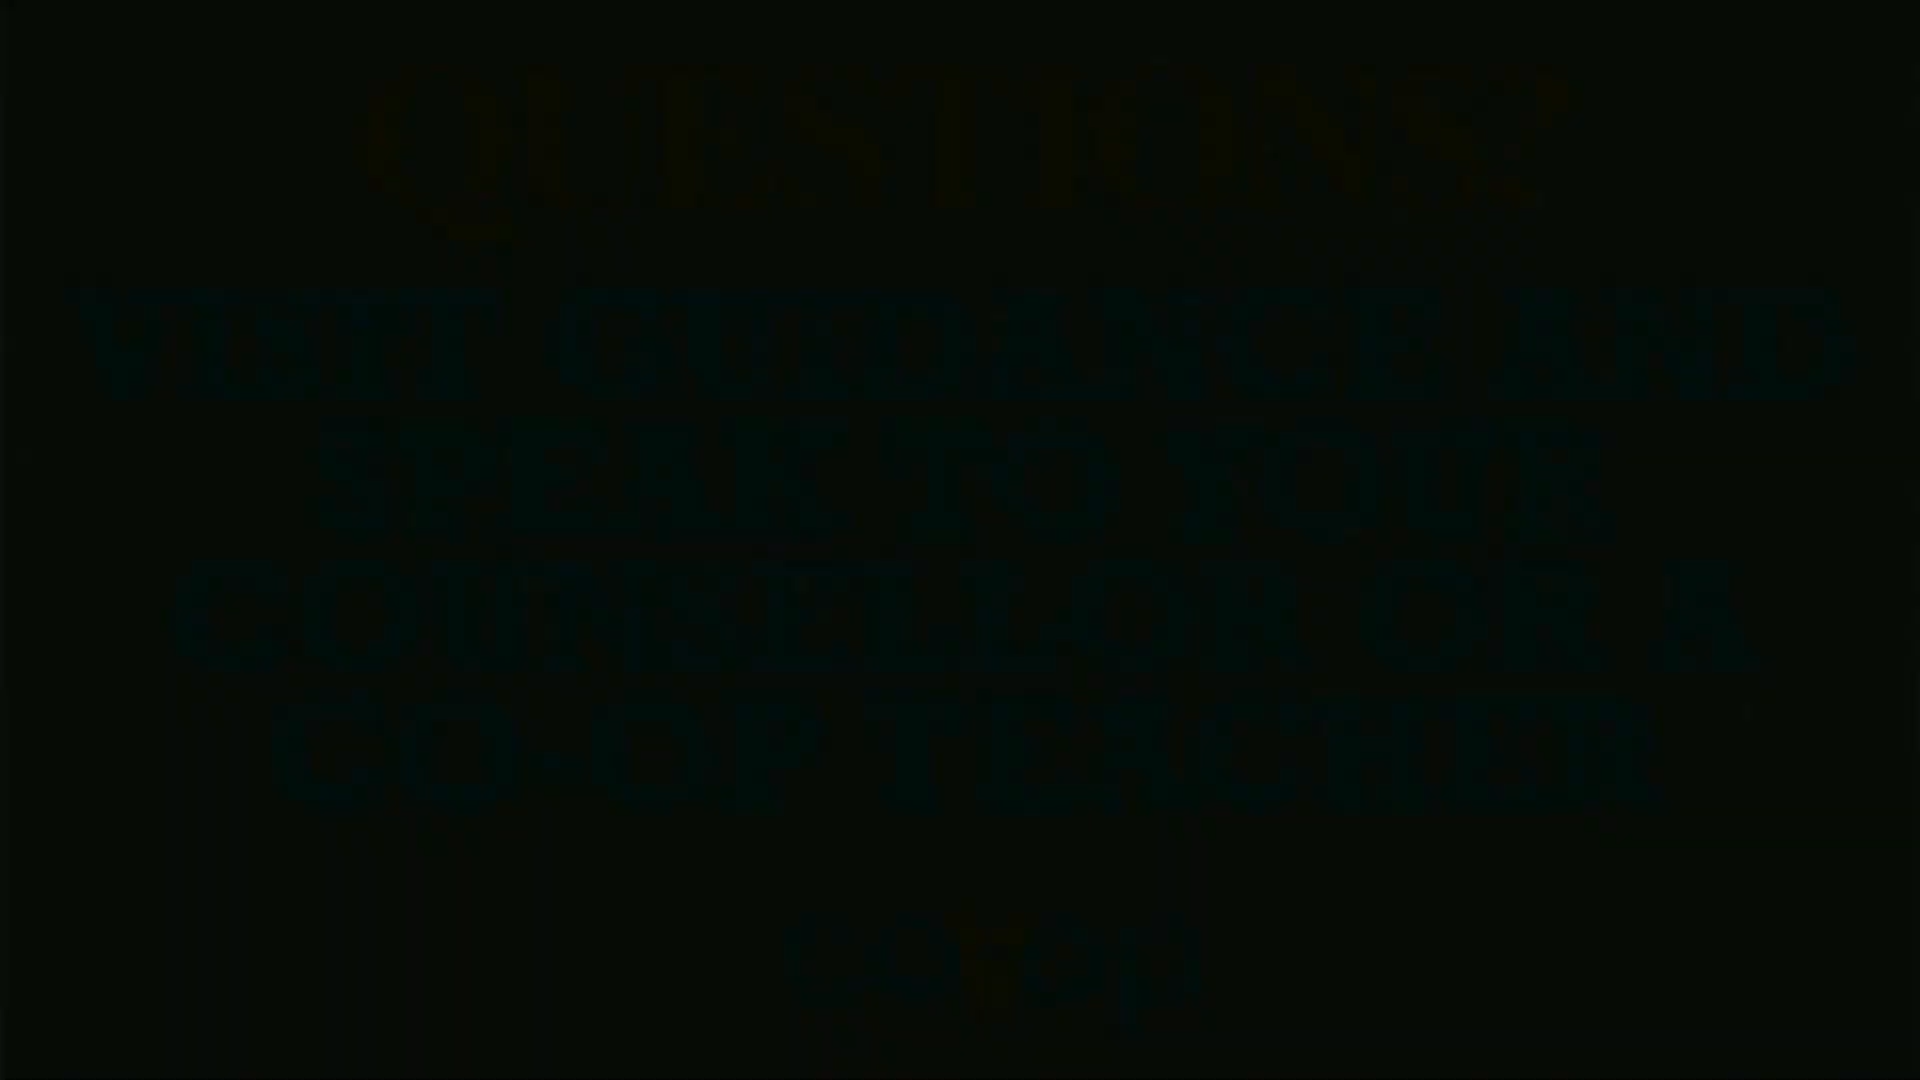 QUESTIONS?
VISIT GUIDANCE AND
SPEAK TO YOUR
COUNSELLOR OR A
CO-OP TEACHER